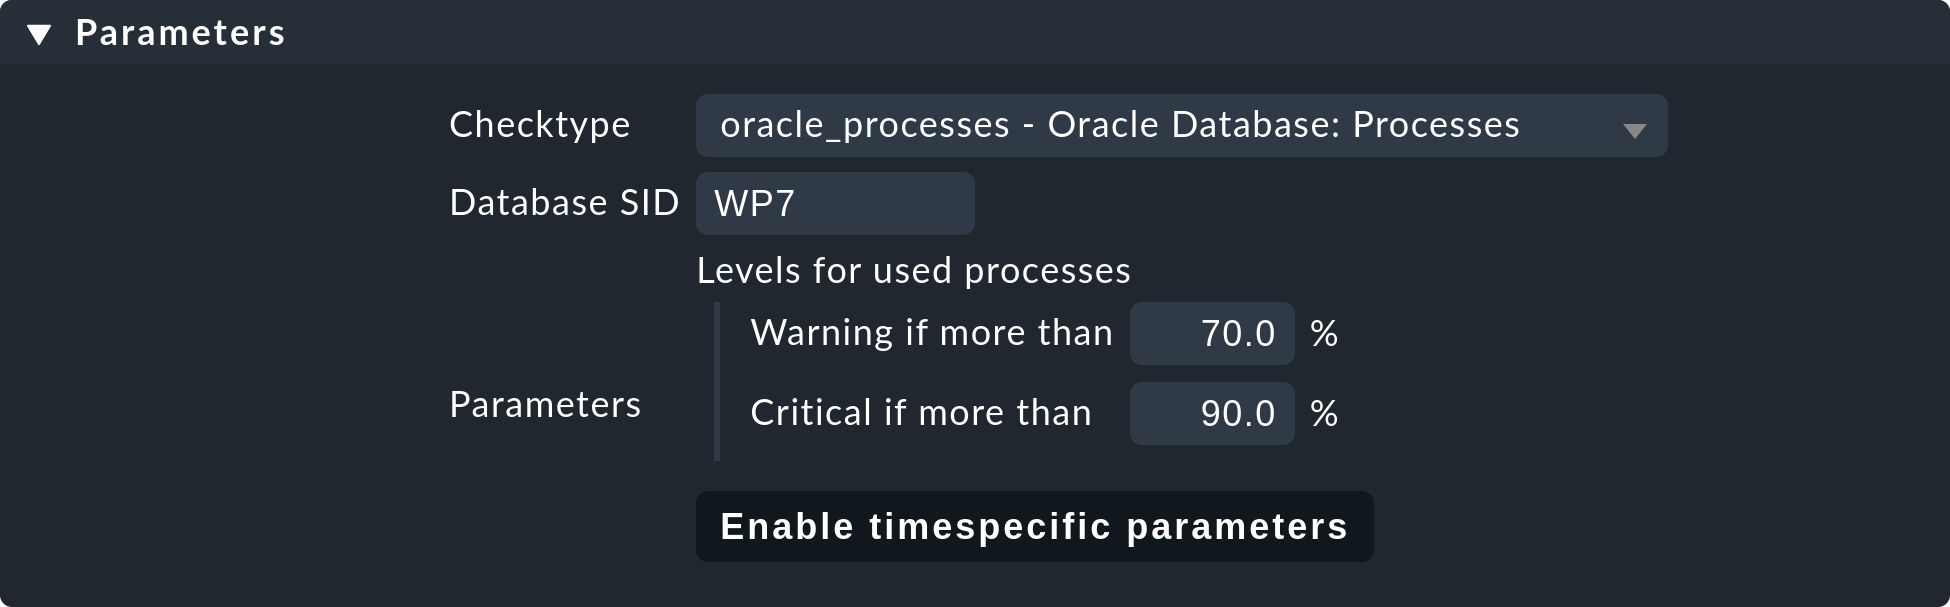 Parameters
Checktype oracle_processes - Oracle Database: Processes
Database SID WP7
Levels for used processes
Warning if more than 70.0 %
Parameters
Critical if more than 90.0 %
Enable timespecific parameters